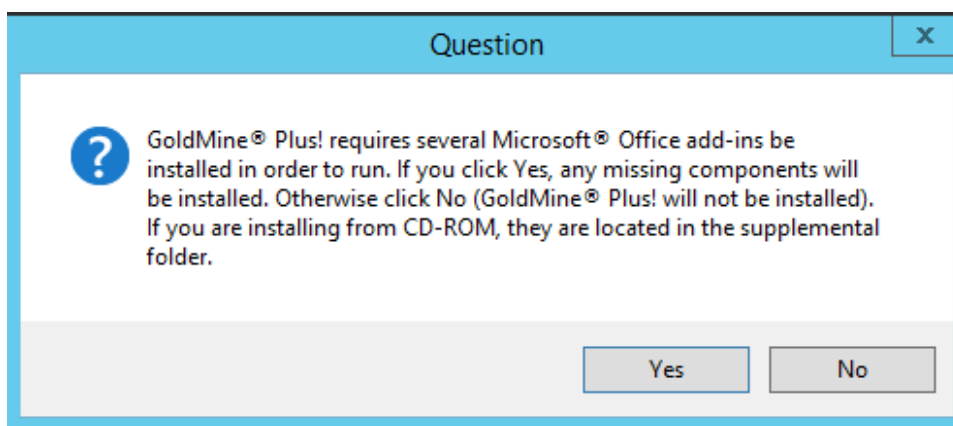 Question
x
?
GoldMine® Plus! requires several Microsoft® Office add-ins be
installed in order to run. If you click Yes, any missing components will
be installed. Otherwise click No (GoldMine® Plus! will not be installed).
If you are installing from CD-ROM, they are located in the supplemental
folder.
Yes No